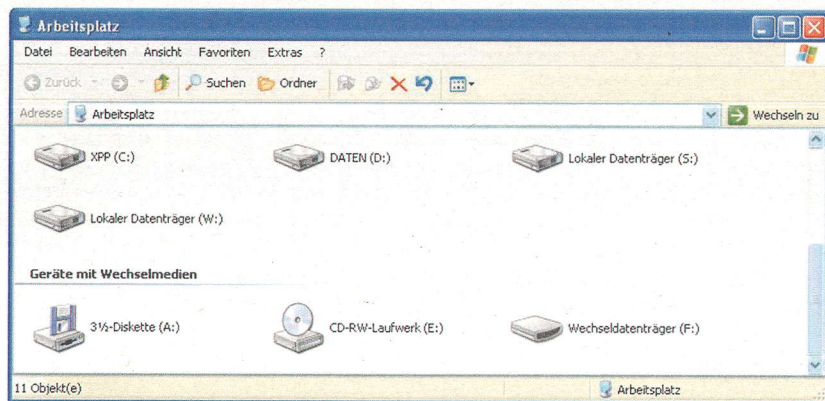 Arbeitsplatz
Datei Bearbeiten Ansicht Favoriten Extras ?
Zurück Suchen Ordner
Adresse Arbeitsplatz Wechseln zu
XPP (C:) DATEN (D:) Lokaler Datenträger (S:)
Lokaler Datenträger (W:)
Geräte mit Wechselmedien
3½-Diskette (A:) CD-RW-Laufwerk (E:) Wechseldatenträger (F:)
11 Objekt(e) Arbeitsplatz